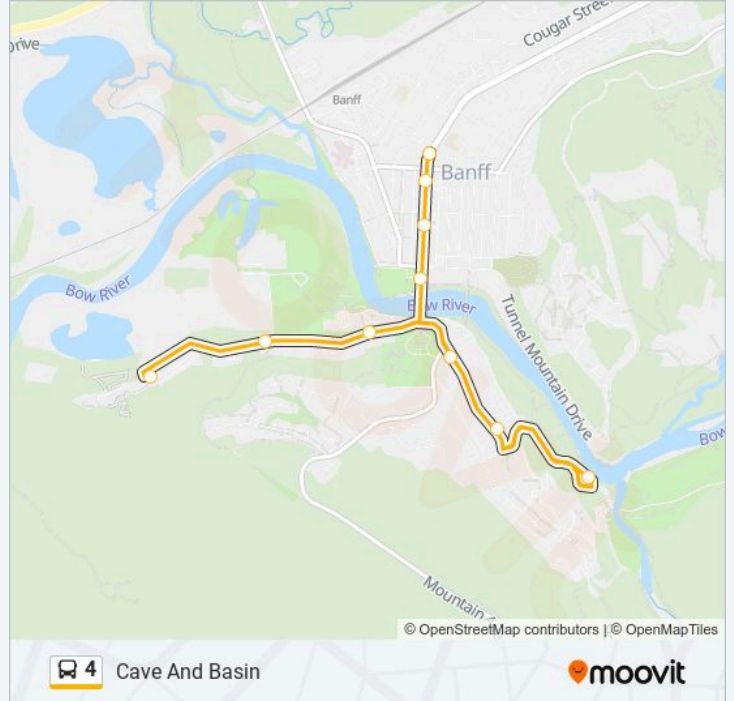 Cougar Stree
Drive
Banff
Banff
Bow River
Bow River
Tunnel Mountain Drive
Bow
Mountain A
© OpenStreetMap contributors | © OpenMapTiles
4 Cave And Basin
moovit